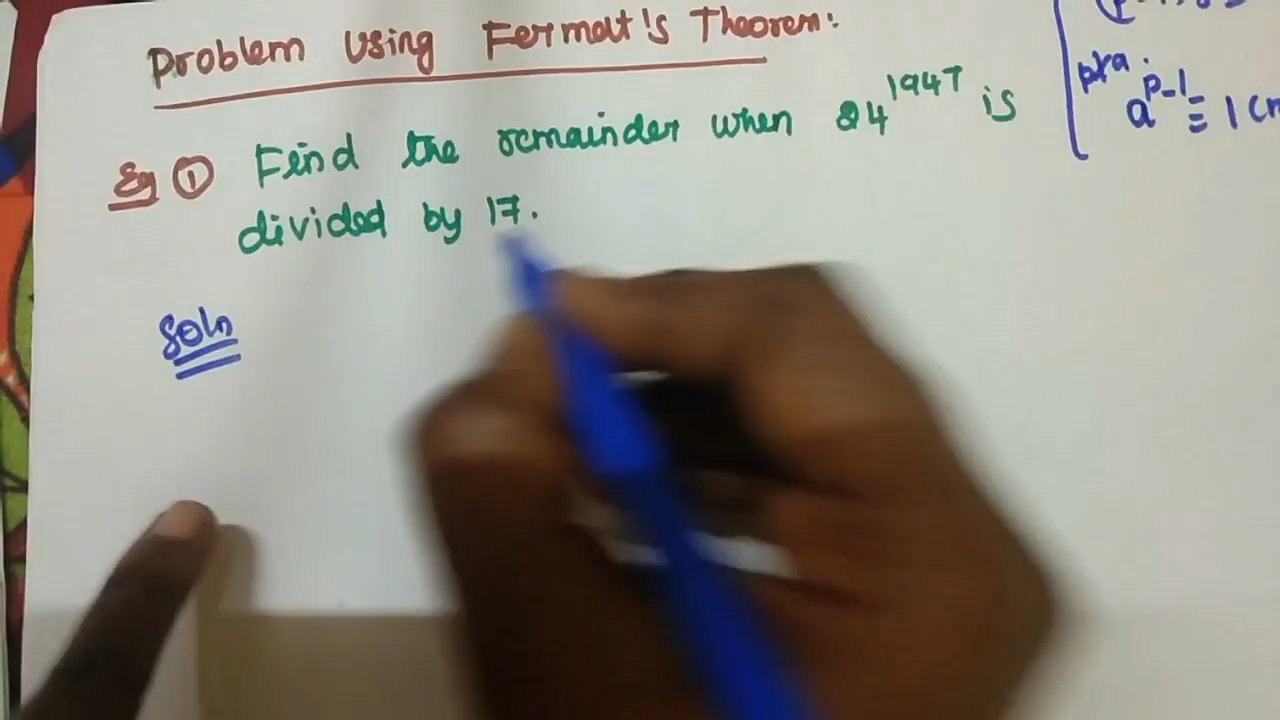 Problem Using Fermat's Theorem:
Eg ① Find the remainder when 24^1947 is
divided by 17.
Soln
p∤a.
a^p-1 ≡ 1 (m